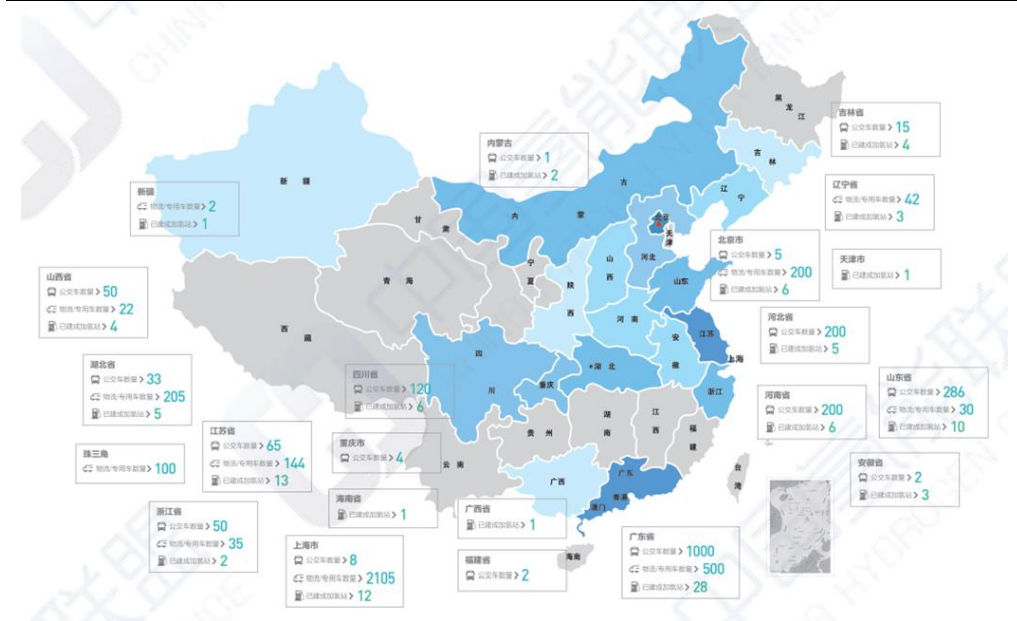 黑
龙
江
吉林省
公交车数量 15
已建成加氢站 4
内蒙古
公交车数量 1
已建成加氢站 2
吉
林
新疆
物流/专用车数量 2
已建成加氢站 1
新 疆
古
辽
宁
辽宁省
物流/专用车数量 42
已建成加氢站 3
甘
肃
内 蒙
北京
天
津
北京市
公交车数量 5
物流/专用车数量 200
已建成加氢站 6
天津市
已建成加氢站 1
山西省
公交车数量 50
物流/专用车数量 22
已建成加氢站 4
青 海
宁
夏
陕
西
山
西
河北
山东
河北省
公交车数量 200
已建成加氢站 5
西
藏
河 南
江苏
安
徽
上海
湖北省
公交车数量 33
物流/专用车数量 205
已建成加氢站 5
四川省
公交车数量 120
已建成加氢站 6
四
川
重庆
湖 北
浙江
河南省
公交车数量 200
已建成加氢站 6
山东省
公交车数量 286
物流/专用车数量 30
已建成加氢站 10
江苏省
公交车数量 65
物流/专用车数量 144
已建成加氢站 13
重庆市
公交车数量 4
贵 州
湖
南
江
西
福
建
珠三角
物流/专用车数量 100
云 南
广西
广东
香港
澳门
台
湾
安徽省
公交车数量 2
已建成加氢站 3
海南省
已建成加氢站 1
广西省
已建成加氢站 1
浙江省
公交车数量 50
物流/专用车数量 35
已建成加氢站 2
上海市
公交车数量 8
物流/专用车数量 2105
已建成加氢站 12
福建省
公交车数量 2
海南
广东省
公交车数量 1000
物流/专用车数量 500
已建成加氢站 28